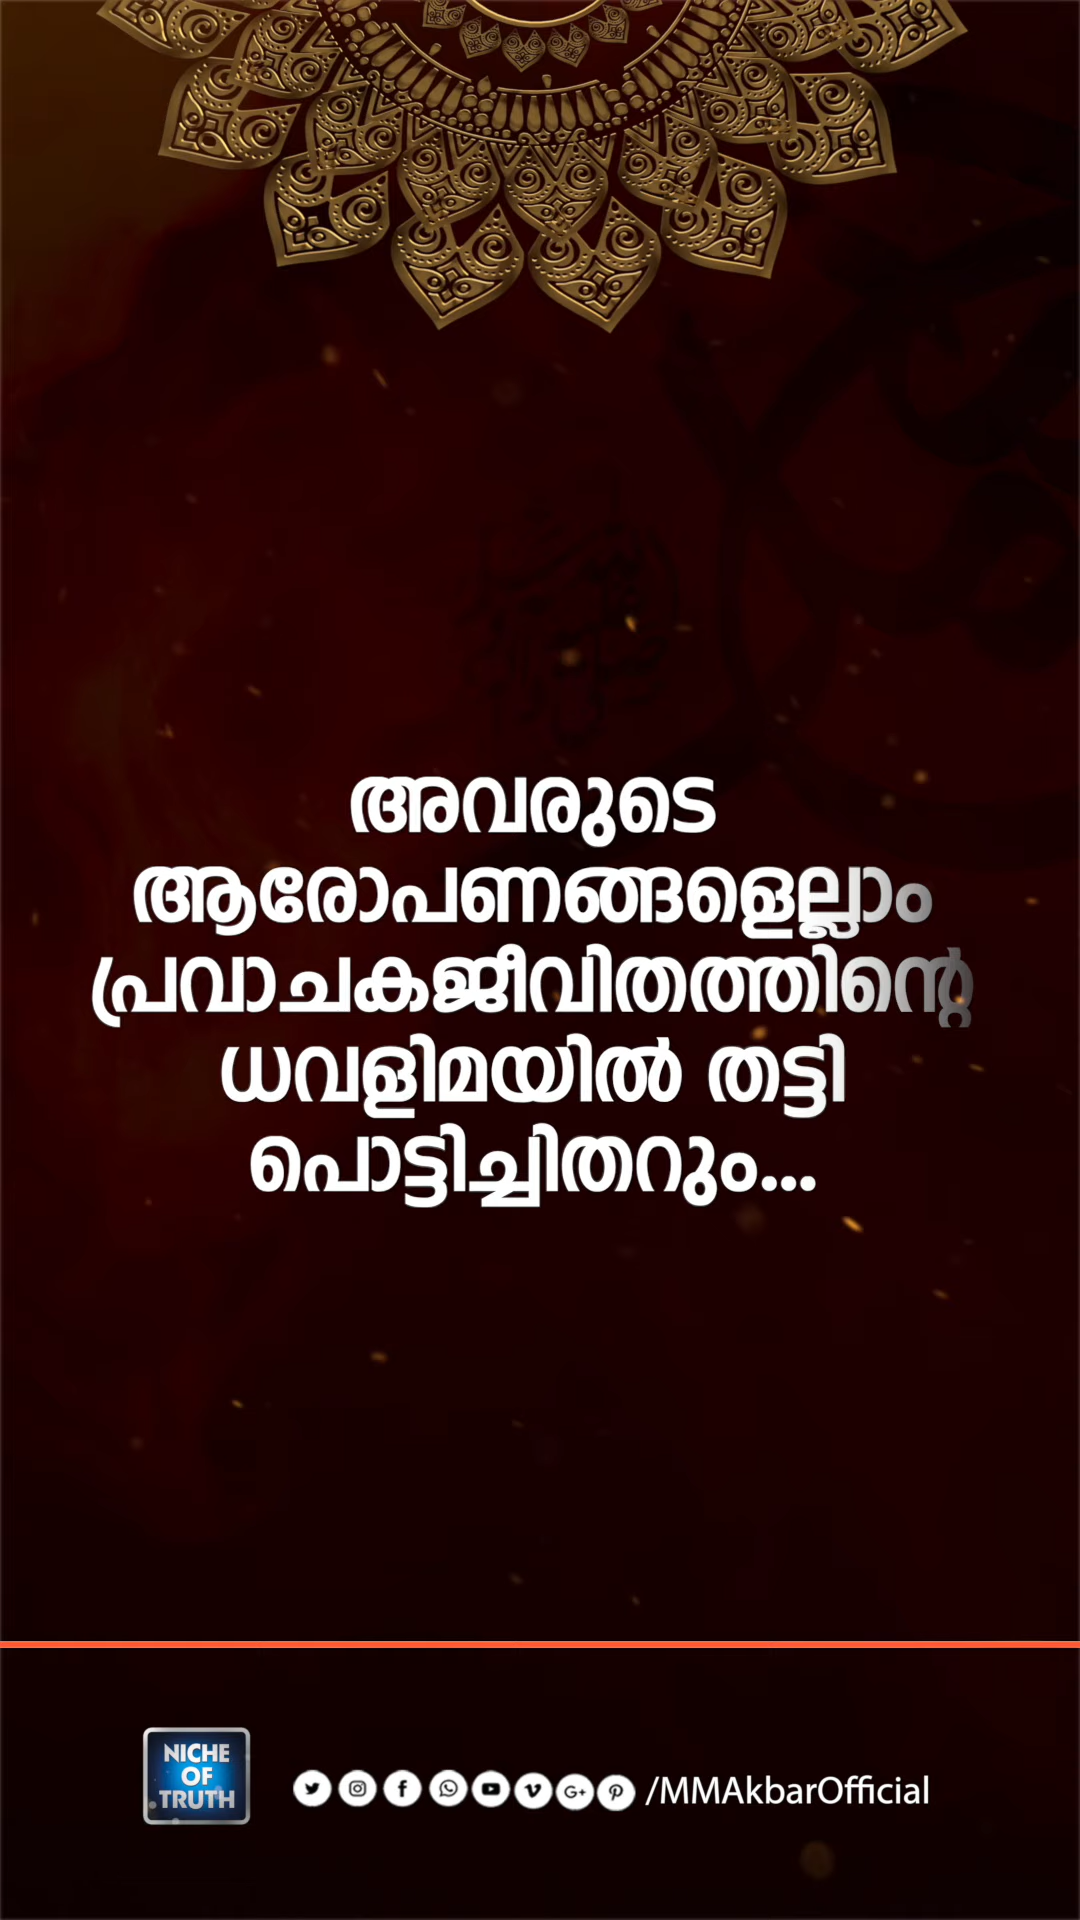 അവരുടെ
ആരോപണങ്ങളെല്ലാം
പ്രവാചകജീവിതത്തിന്റെ
ധവളിമയിൽ തട്ടി
പൊട്ടിച്ചിതറും...
NICHE
OF
TRUTH
/MMAkbarOfficial